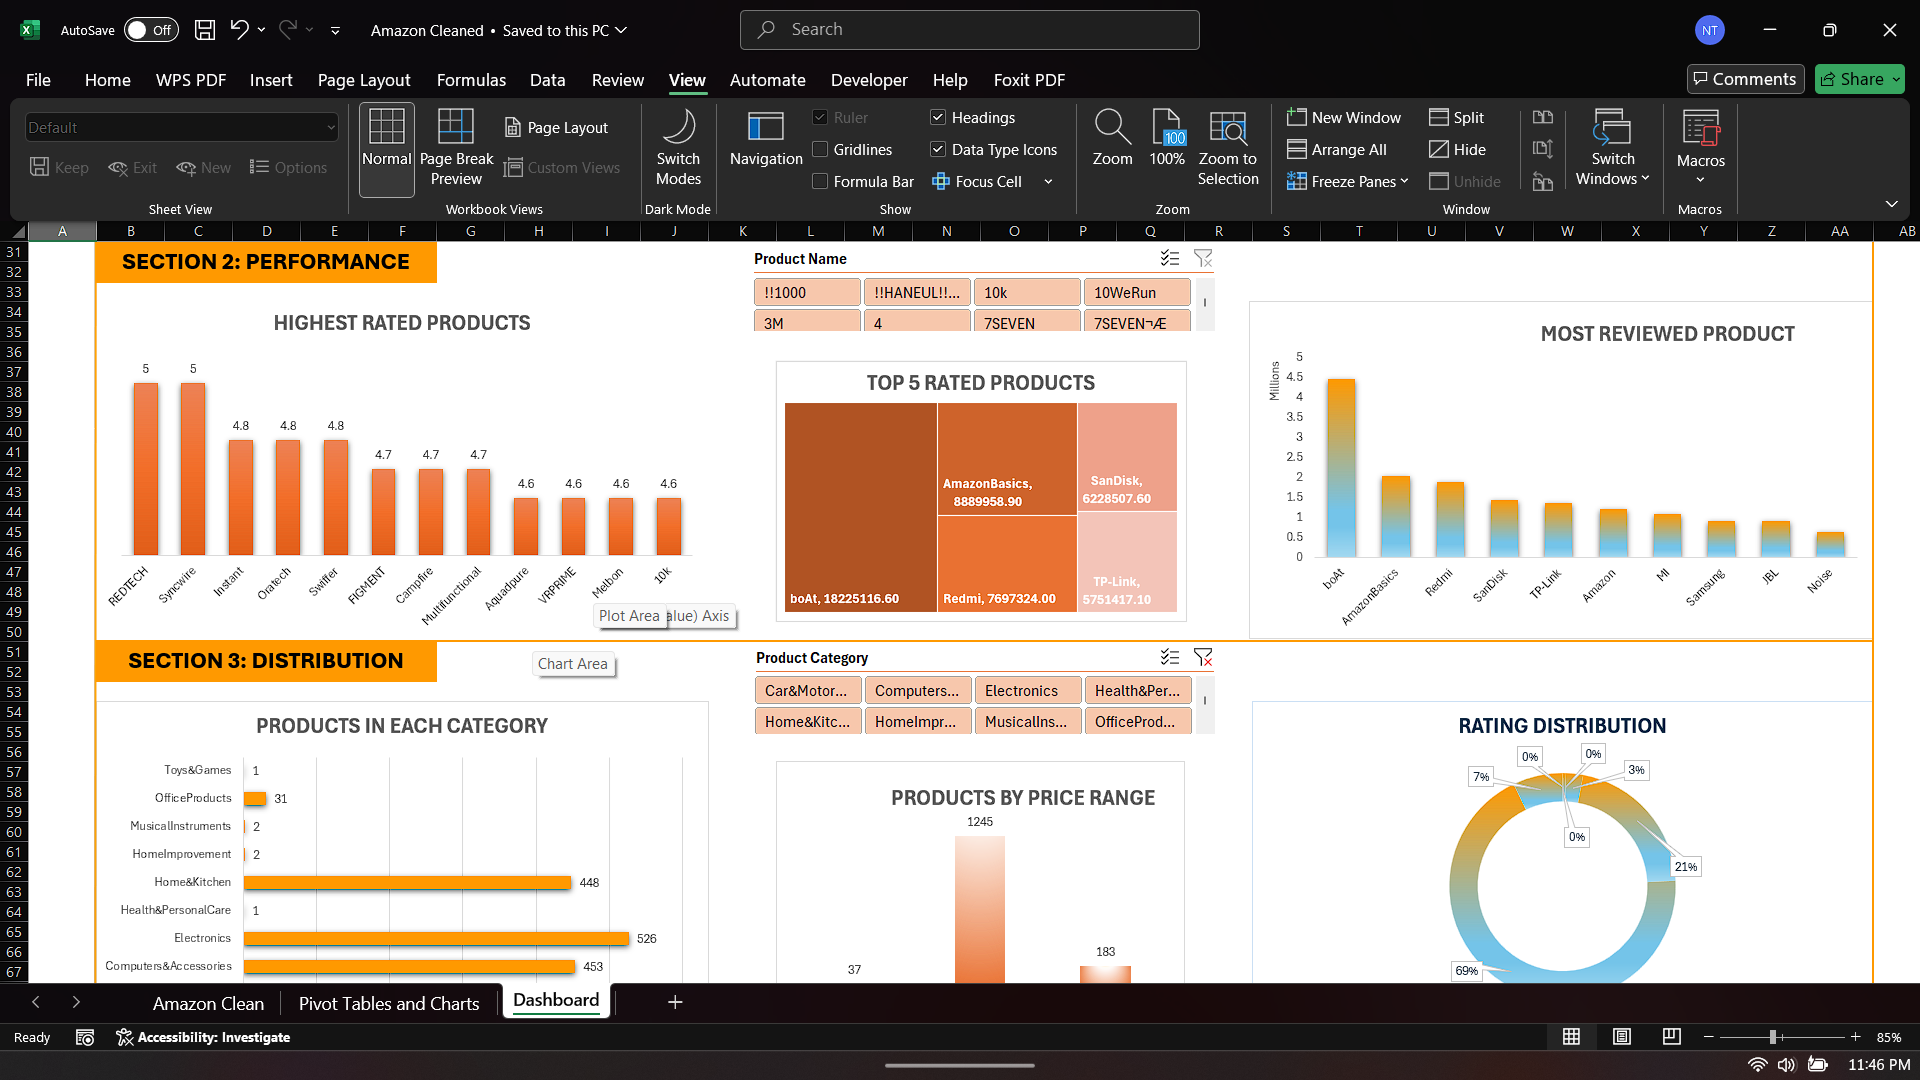 AutoSave Off Amazon Cleaned • Saved to this PC Search NT
File Home WPS PDF Insert Page Layout Formulas Data Review View Automate Developer Help Foxit PDF Comments Share
Default
Keep Exit New Options
Sheet View
Normal Page Break Preview Page Layout Custom Views
Workbook Views
Switch Modes
Dark Mode
Navigation Ruler Gridlines Formula Bar Headings Data Type Icons Focus Cell
Show
Zoom 100% Zoom to Selection
Zoom
New Window Arrange All Freeze Panes Split Hide Unhide Switch Windows
Window
Macros
Macros
A B C D E F G H I J K L M N O P Q R S T U V W X Y Z AA AB
31
32
33
34
35
36
37
38
39
40
41
42
43
44
45
46
47
48
49
50
51
52
53
54
55
56
57
58
59
60
61
62
63
64
65
66
67
SECTION 2: PERFORMANCE
HIGHEST RATED PRODUCTS
5 5 4.8 4.8 4.8 4.7 4.7 4.7 4.6 4.6 4.6 4.6
REDTECH Syncwire Instant Oratech Swiffer FIGMENT Campfire Multifunctional Aquadpure VRPRIME Melbon 10k
Plot Area alue) Axis
Product Name
!!1000 !!HANEUL!!... 10k 10WeRun
3M 4 7SEVEN 7SEVEN¬Æ
TOP 5 RATED PRODUCTS
boAt, 18225116.60
AmazonBasics, 8889958.90
Redmi, 7697324.00
SanDisk, 6228507.60
TP-Link, 5751417.10
MOST REVIEWED PRODUCT
Millions
5
4.5
4
3.5
3
2.5
2
1.5
1
0.5
0
boAt AmazonBasics Redmi SanDisk TP-Link Amazon MI Samsung JBL Noise
SECTION 3: DISTRIBUTION
Chart Area
PRODUCTS IN EACH CATEGORY
Toys&Games 1
OfficeProducts 31
MusicalInstruments 2
HomeImprovement 2
Home&Kitchen 448
Health&PersonalCare 1
Electronics 526
Computers&Accessories 453
Product Category
Car&Motor... Computers... Electronics Health&Per...
Home&Kitc... HomeImpr... MusicalIns... OfficeProd...
PRODUCTS BY PRICE RANGE
1245
183
37
RATING DISTRIBUTION
0% 0%
7% 3%
0%
21%
69%
Amazon Clean Pivot Tables and Charts Dashboard
Ready Accessibility: Investigate 85%
11:46 PM